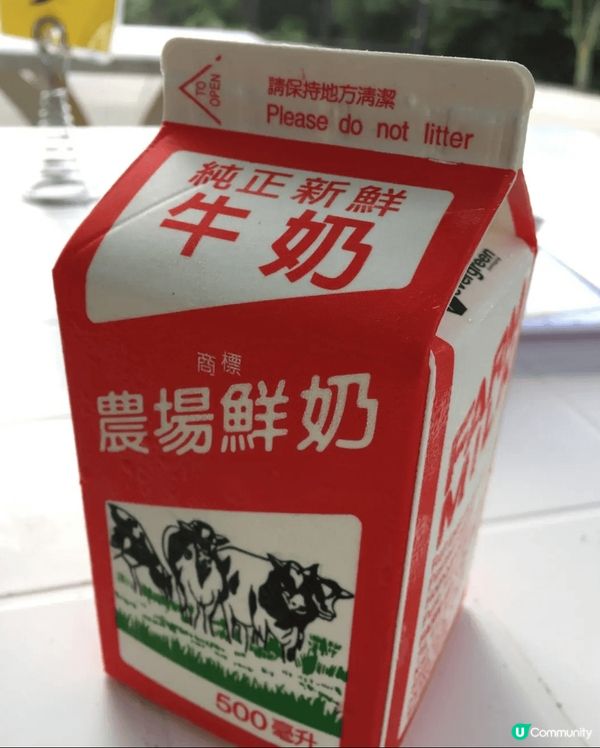 TO
OPEN
請保持地方清潔
Please do not litter
純正新鮮
牛奶
商標
農場鮮奶
500毫升
evergreen
U Community